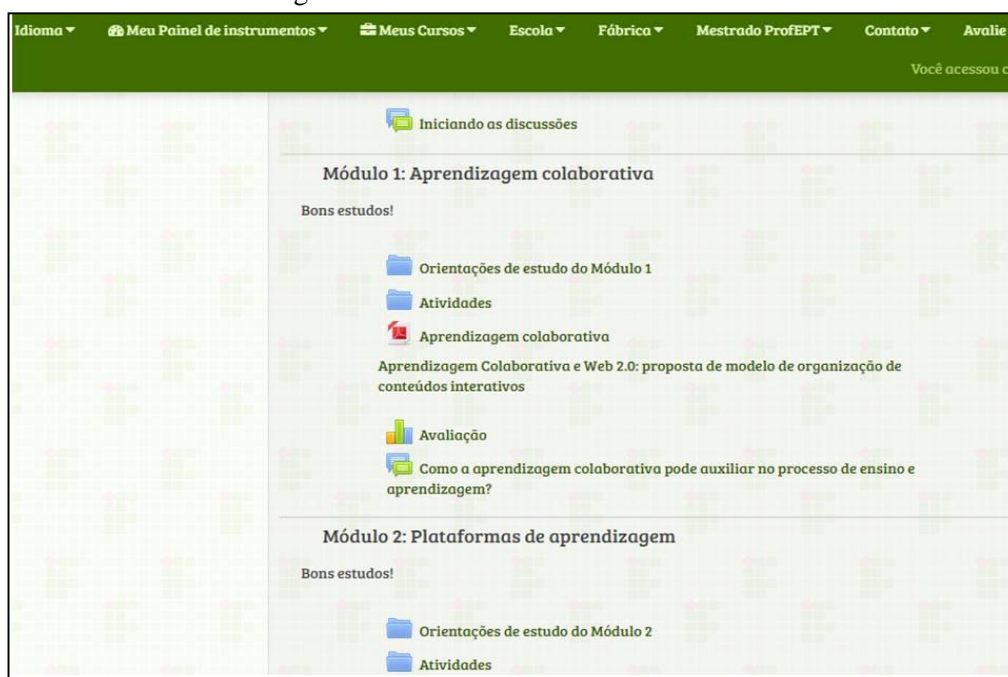 Idioma Meu Painel de instrumentos Meus Cursos Escola Fábrica Mestrado ProfEPT Contato Avalie
Você acessou
Iniciando as discussões
Módulo 1: Aprendizagem colaborativa
Bons estudos!
Orientações de estudo do Módulo 1
Atividades
Aprendizagem colaborativa
Aprendizagem Colaborativa e Web 2.0: proposta de modelo de organização de
conteúdos interativos
Avaliação
Como a aprendizagem colaborativa pode auxiliar no processo de ensino e
aprendizagem?
Módulo 2: Plataformas de aprendizagem
Bons estudos!
Orientações de estudo do Módulo 2
Atividades